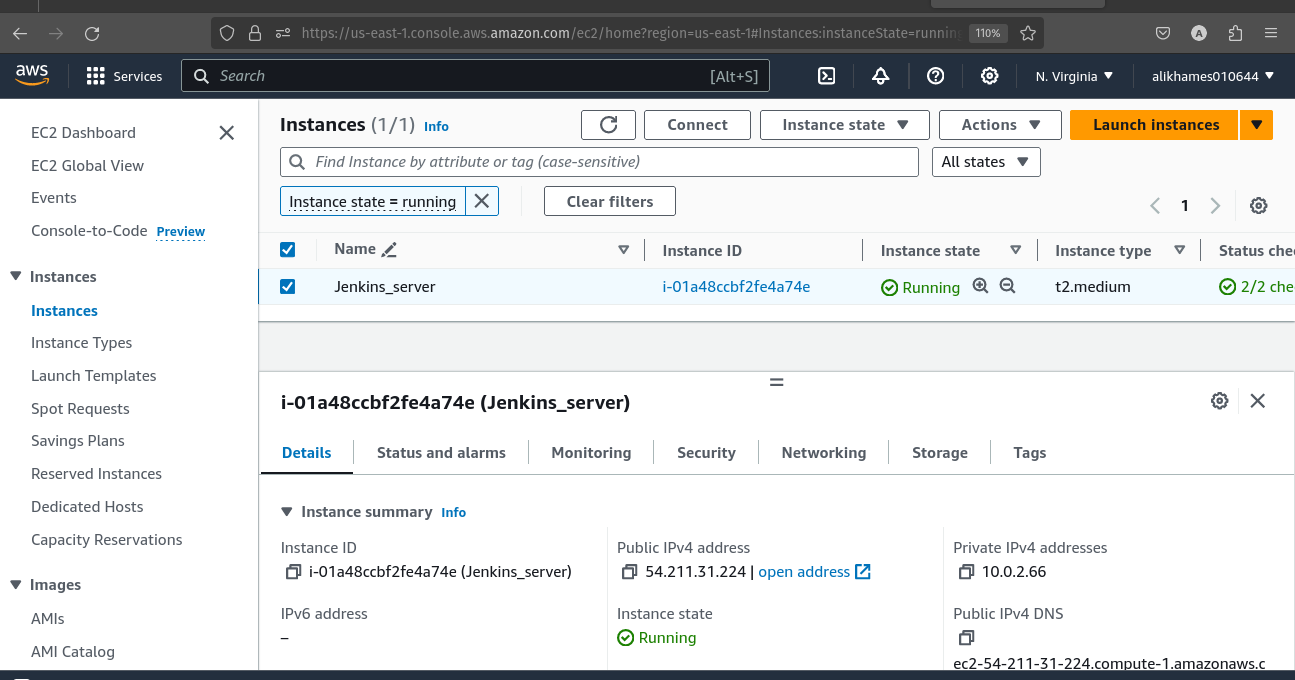 https://us-east-1.console.aws.amazon.com/ec2/home?region=us-east-1#Instances:instanceState=running
110%
A
aws
Services
Search
[Alt+S]
N. Virginia
alikhames010644
EC2 Dashboard
EC2 Global View
Events
Console-to-Code Preview
Instances
Instances
Instance Types
Launch Templates
Spot Requests
Savings Plans
Reserved Instances
Dedicated Hosts
Capacity Reservations
Images
AMIs
AMI Catalog
Instances (1/1) Info
Connect
Instance state
Actions
Launch instances
Find Instance by attribute or tag (case-sensitive)
All states
Instance state = running
Clear filters
1
Name
Instance ID
Instance state
Instance type
Status che
Jenkins_server
i-01a48ccbf2fe4a74e
Running
t2.medium
2/2 che
i-01a48ccbf2fe4a74e (Jenkins_server)
Details
Status and alarms
Monitoring
Security
Networking
Storage
Tags
Instance summary Info
Instance ID
i-01a48ccbf2fe4a74e (Jenkins_server)
Public IPv4 address
54.211.31.224 | open address
Private IPv4 addresses
10.0.2.66
IPv6 address
–
Instance state
Running
Public IPv4 DNS
ec2-54-211-31-224.compute-1.amazonaws.c